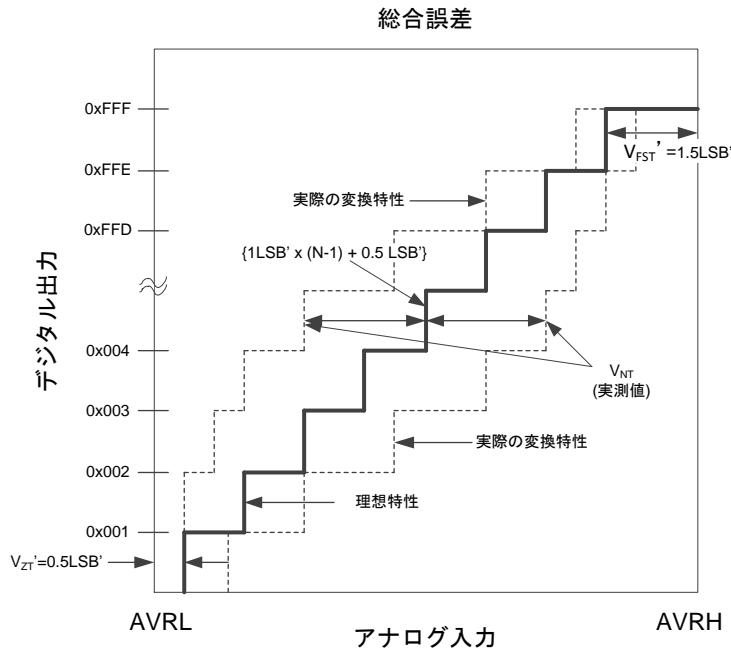 総合誤差
0xFFF
0xFFE
0xFFD
0x004
0x003
0x002
0x001
デジタル出力
V_FST'=1.5LSB'
実際の変換特性
{1LSB' x (N-1) + 0.5 LSB'}
V_NT
(実測値)
実際の変換特性
理想特性
V_ZT'=0.5LSB'
AVRL
AVRH
アナログ入力